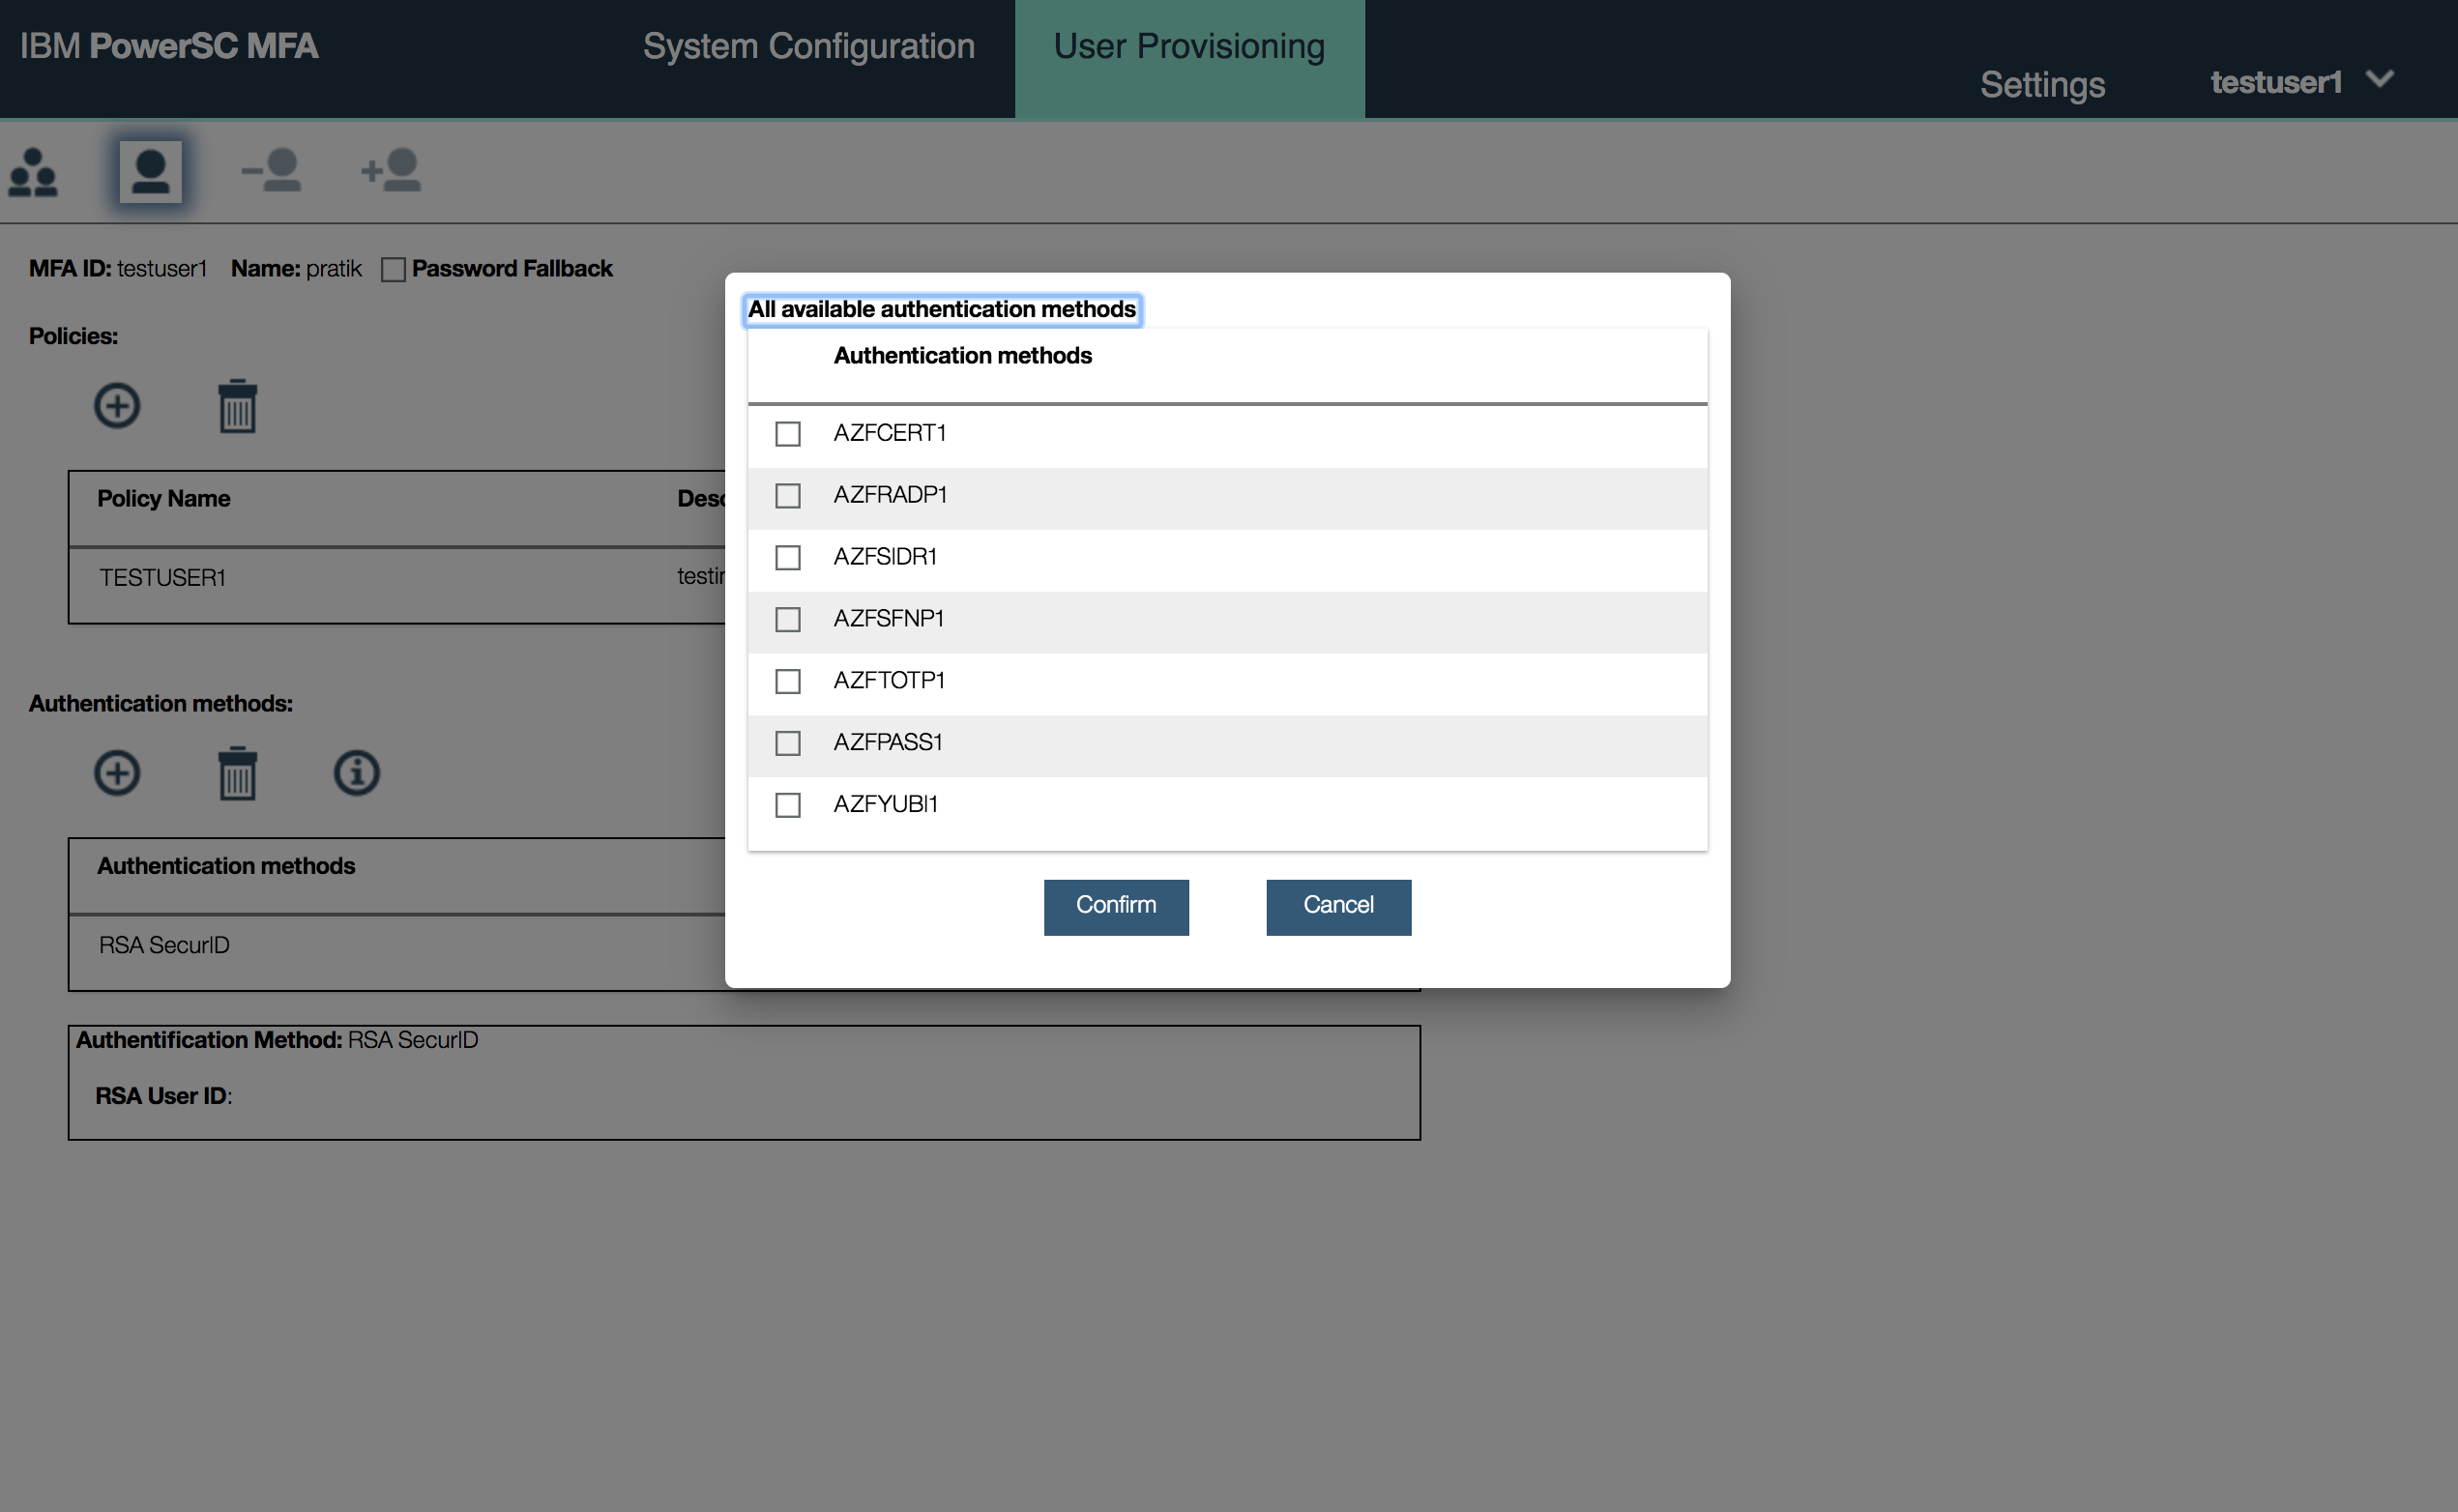 IBM PowerSC MFA
System Configuration
User Provisioning
Settings
testuser1
MFA ID: testuser1 Name: pratik Password Fallback
Policies:
Policy Name
TESTUSER1
Authentication methods:
Authentication methods
RSA SecurID
Authentification Method: RSA SecurID
RSA User ID:
All available authentication methods
Authentication methods
AZFCERT1
AZFRADP1
AZFSIDR1
AZFSFNP1
AZFTOTP1
AZFPASS1
AZFYUBI1
Confirm
Cancel